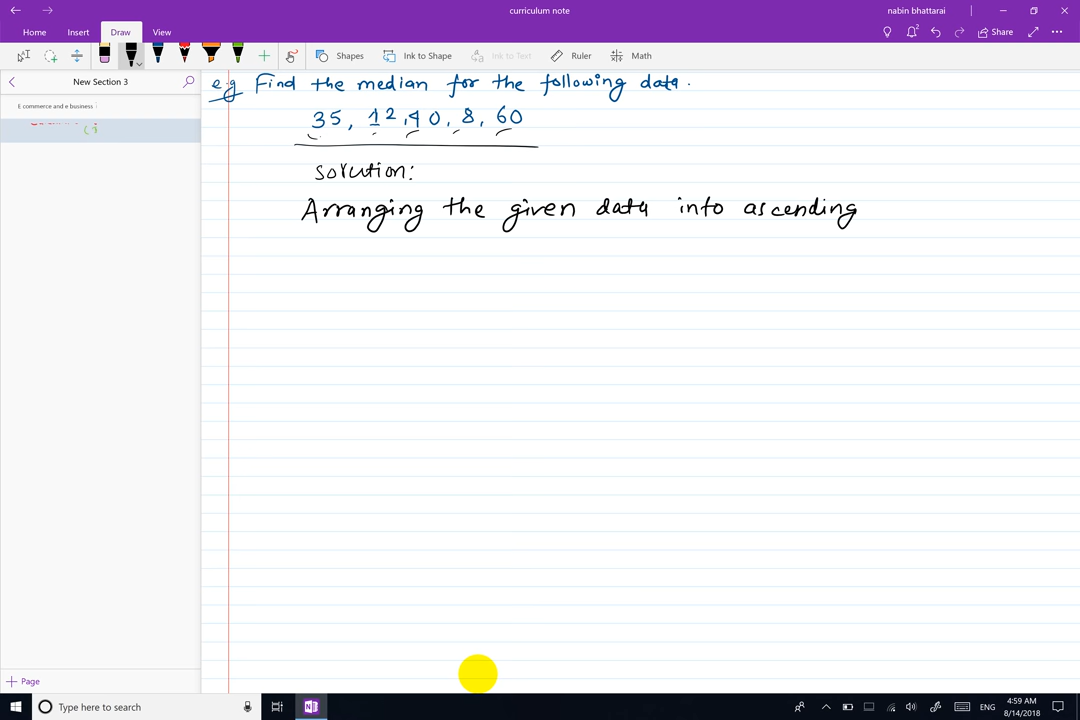 curriculum note
nabin bhattarai
Home Insert Draw View
Share
Shapes Ink to Shape Ink to Text Ruler Math
New Section 3
E commerce and e business
e.g Find the median for the following data.
35, 12, 40, 8, 60
Solution:
Arranging the given data into ascending
+ Page
Type here to search
ENG
4:59 AM
8/14/2018